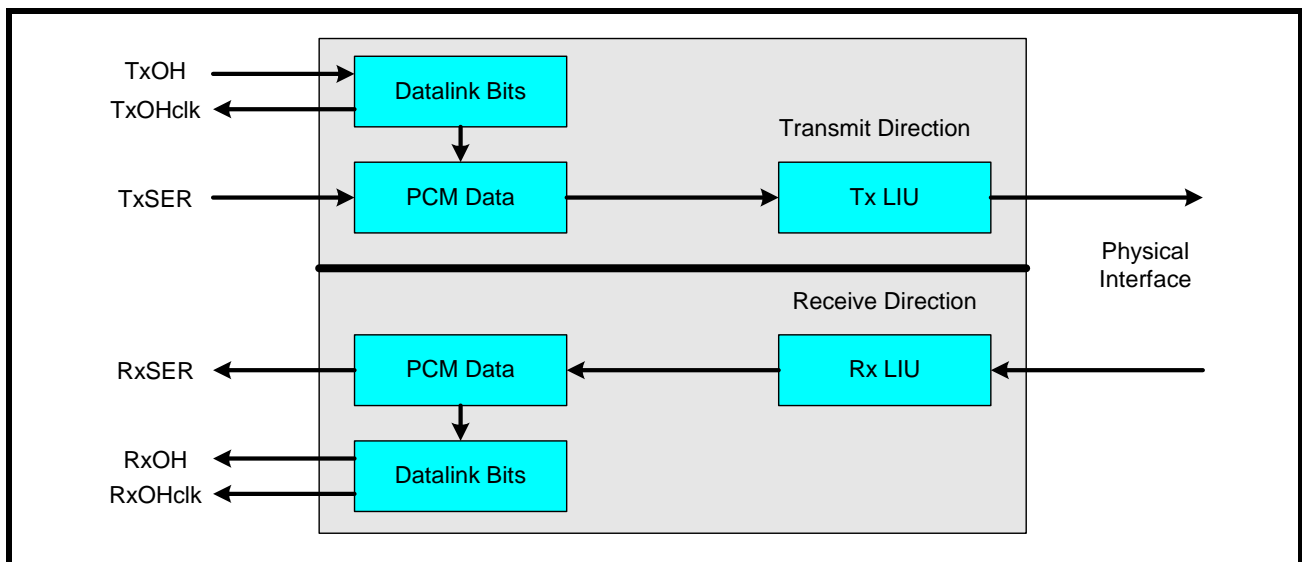 TxOH
Datalink Bits
TxOHclk
Transmit Direction
TxSER
PCM Data
Tx LIU
Physical
Interface
Receive Direction
RxSER
PCM Data
Rx LIU
RxOH
Datalink Bits
RxOHclk